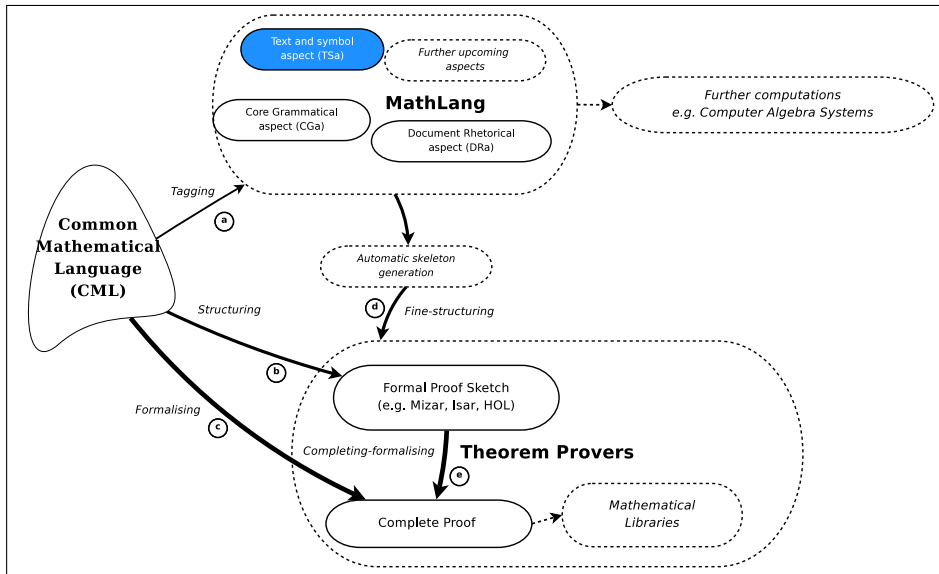 Text and symbol
aspect (TSa)
Further upcoming
aspects
MathLang
Core Grammatical
aspect (CGa)
Document Rhetorical
aspect (DRa)
Further computations
e.g. Computer Algebra Systems
Tagging
a
Common
Mathematical
Language
(CML)
Automatic skeleton
generation
Structuring
d
Fine-structuring
b
Formal Proof Sketch
(e.g. Mizar, Isar, HOL)
Formalising
c
Completing-formalising
Theorem Provers
e
Mathematical
Libraries
Complete Proof